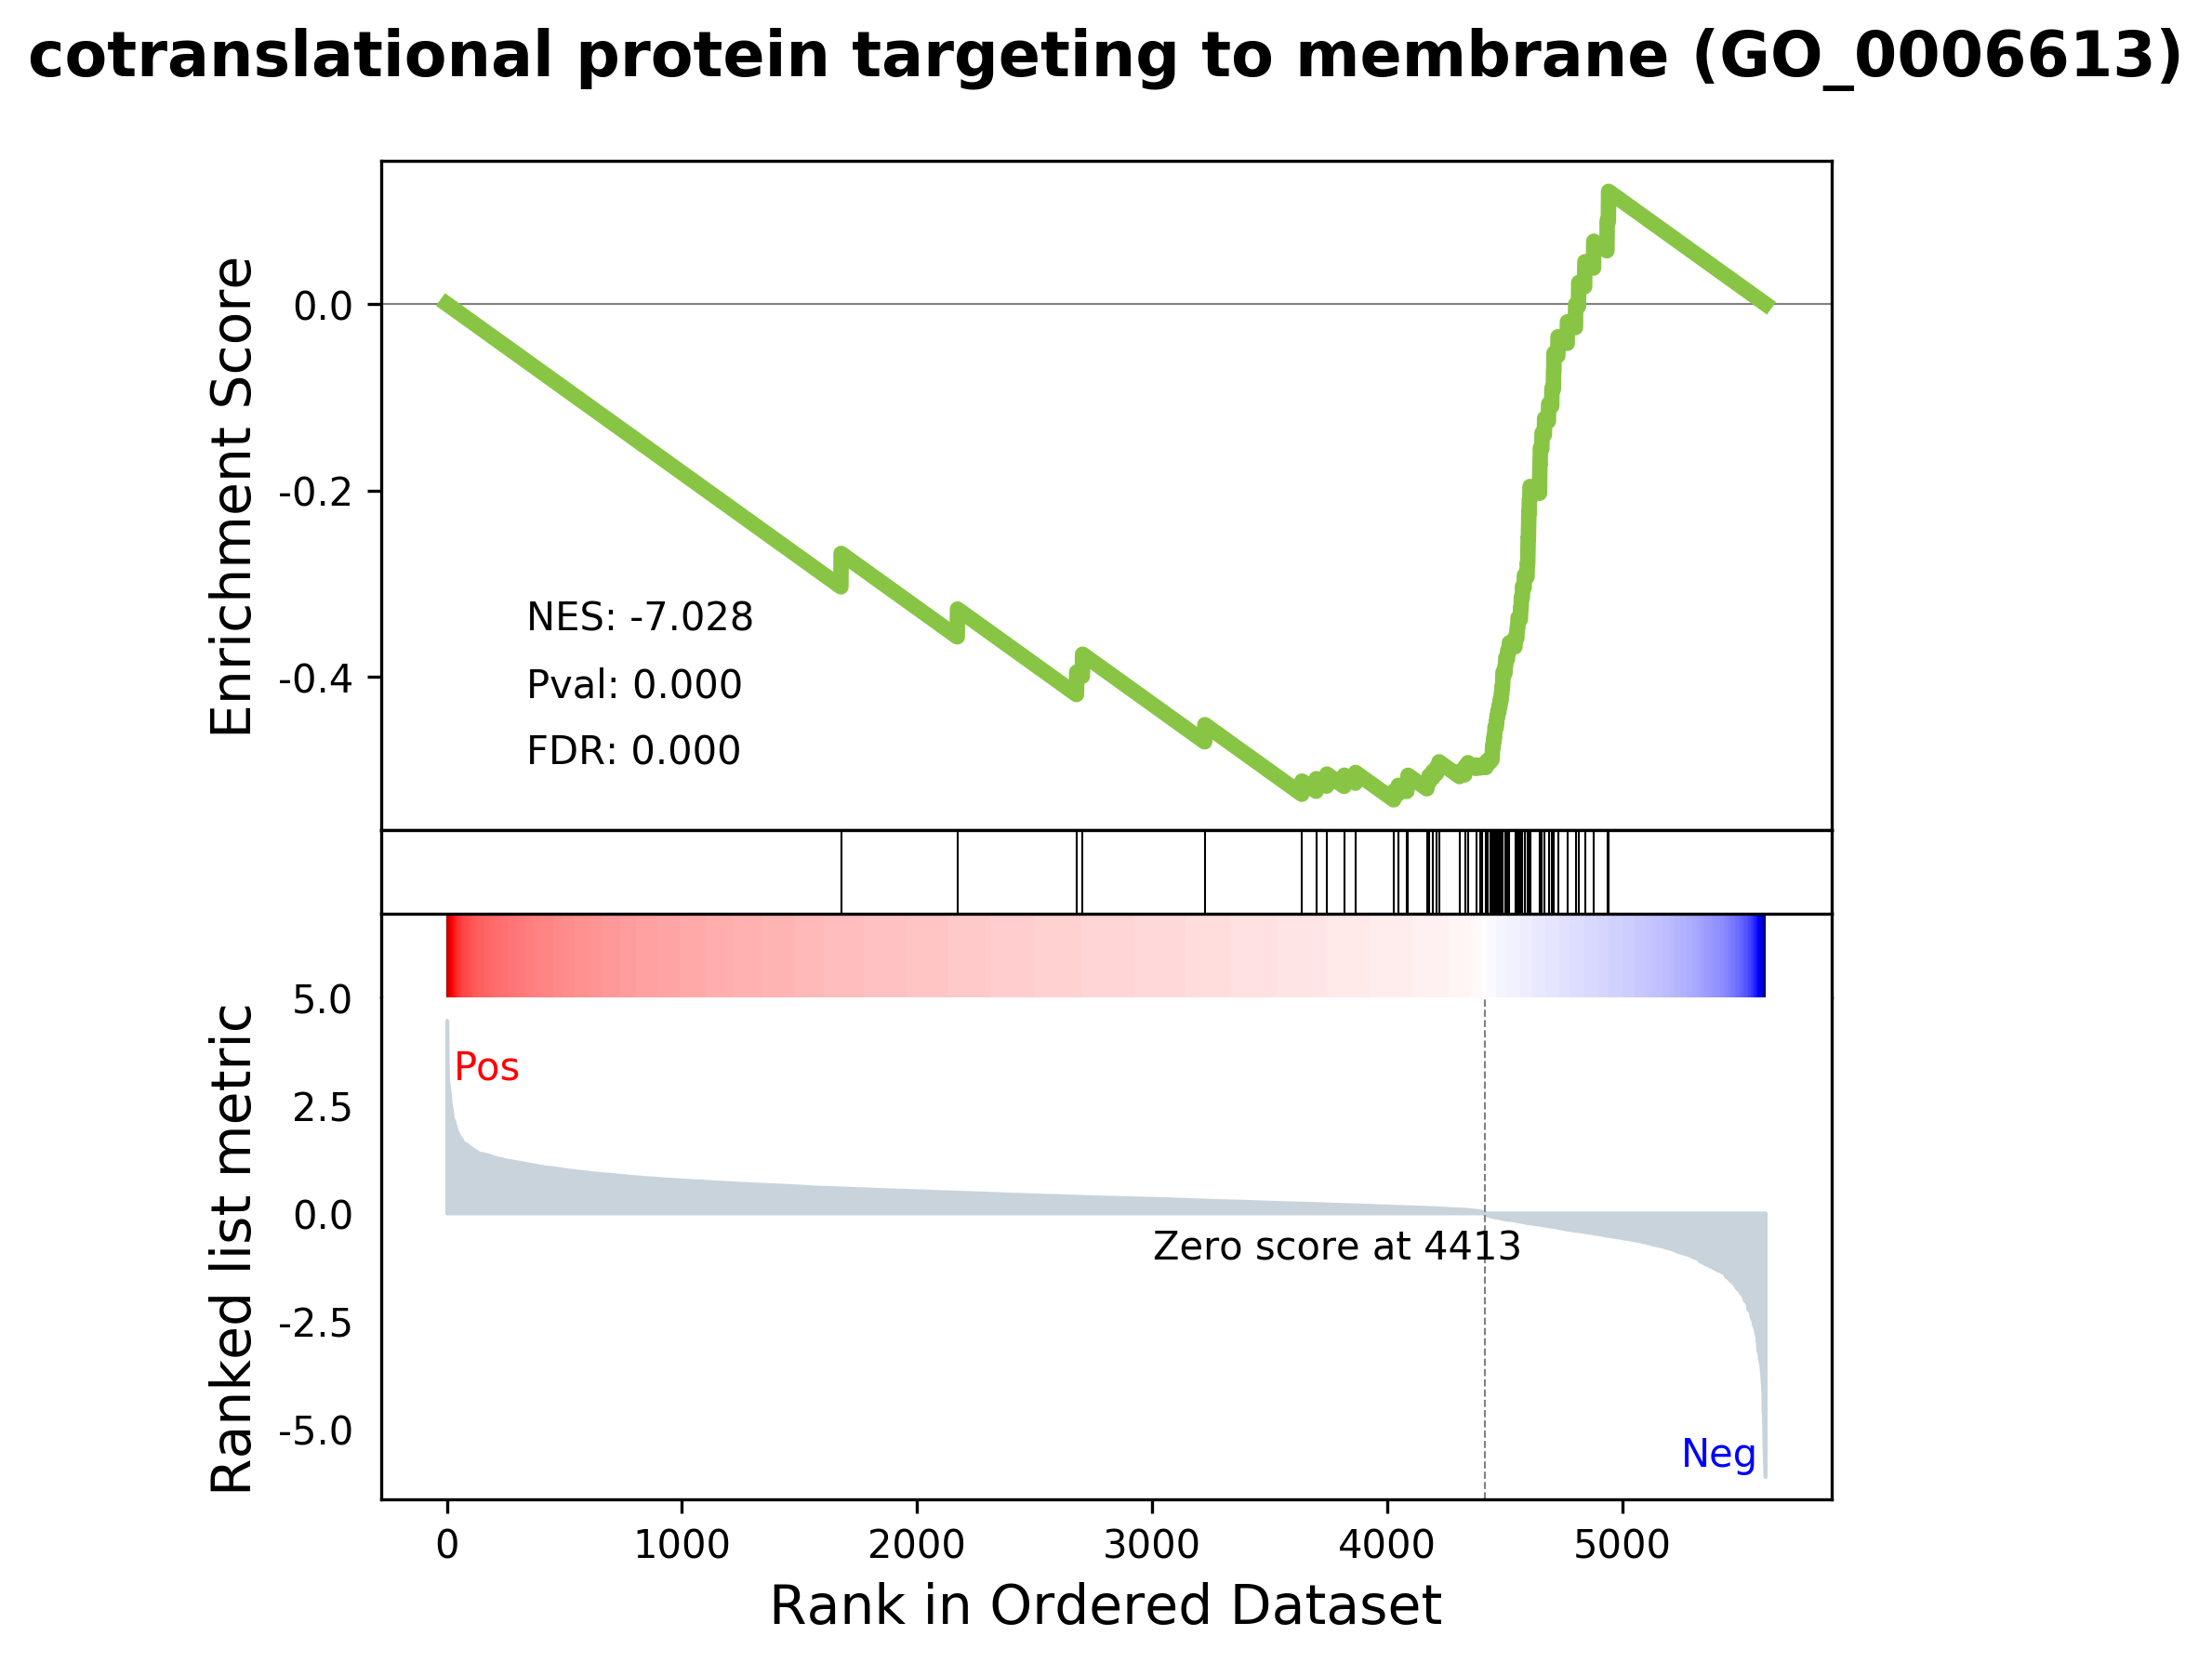 cotranslational protein targeting to membrane (GO_0006613)
Enrichment Score
0.0
-0.2
-0.4
NES: -7.028
Pval: 0.000
FDR: 0.000
Ranked list metric
5.0
2.5
0.0
-2.5
-5.0
Pos
Zero score at 4413
Neg
0 1000 2000 3000 4000 5000
Rank in Ordered Dataset